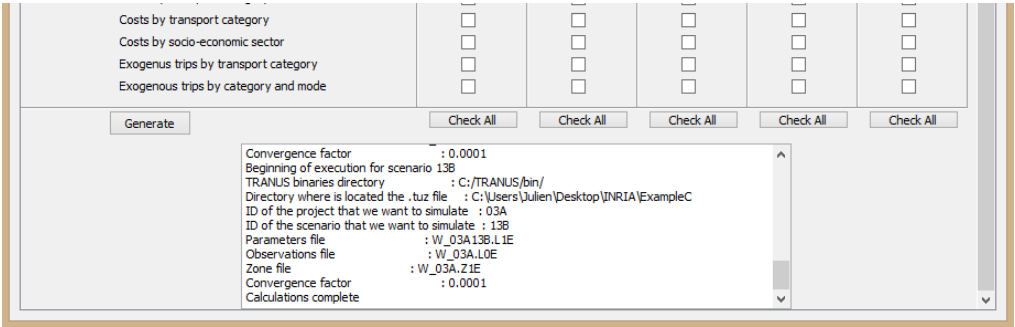 Costs by transport category
Costs by socio-economic sector
Exogenus trips by transport category
Exogenous trips by category and mode
Generate Check All Check All Check All Check All Check All
Convergence factor : 0.0001
Beginning of execution for scenario 13B
TRANUS binaries directory : C:/TRANUS/bin/
Directory where is located the .tuz file : C:\Users\Julien\Desktop\INRIA\ExampleC
ID of the project that we want to simulate : 03A
ID of the scenario that we want to simulate : 13B
Parameters file : W_03A13B.L1E
Observations file : W_03A.L0E
Zone file : W_03A.Z1E
Convergence factor : 0.0001
Calculations complete